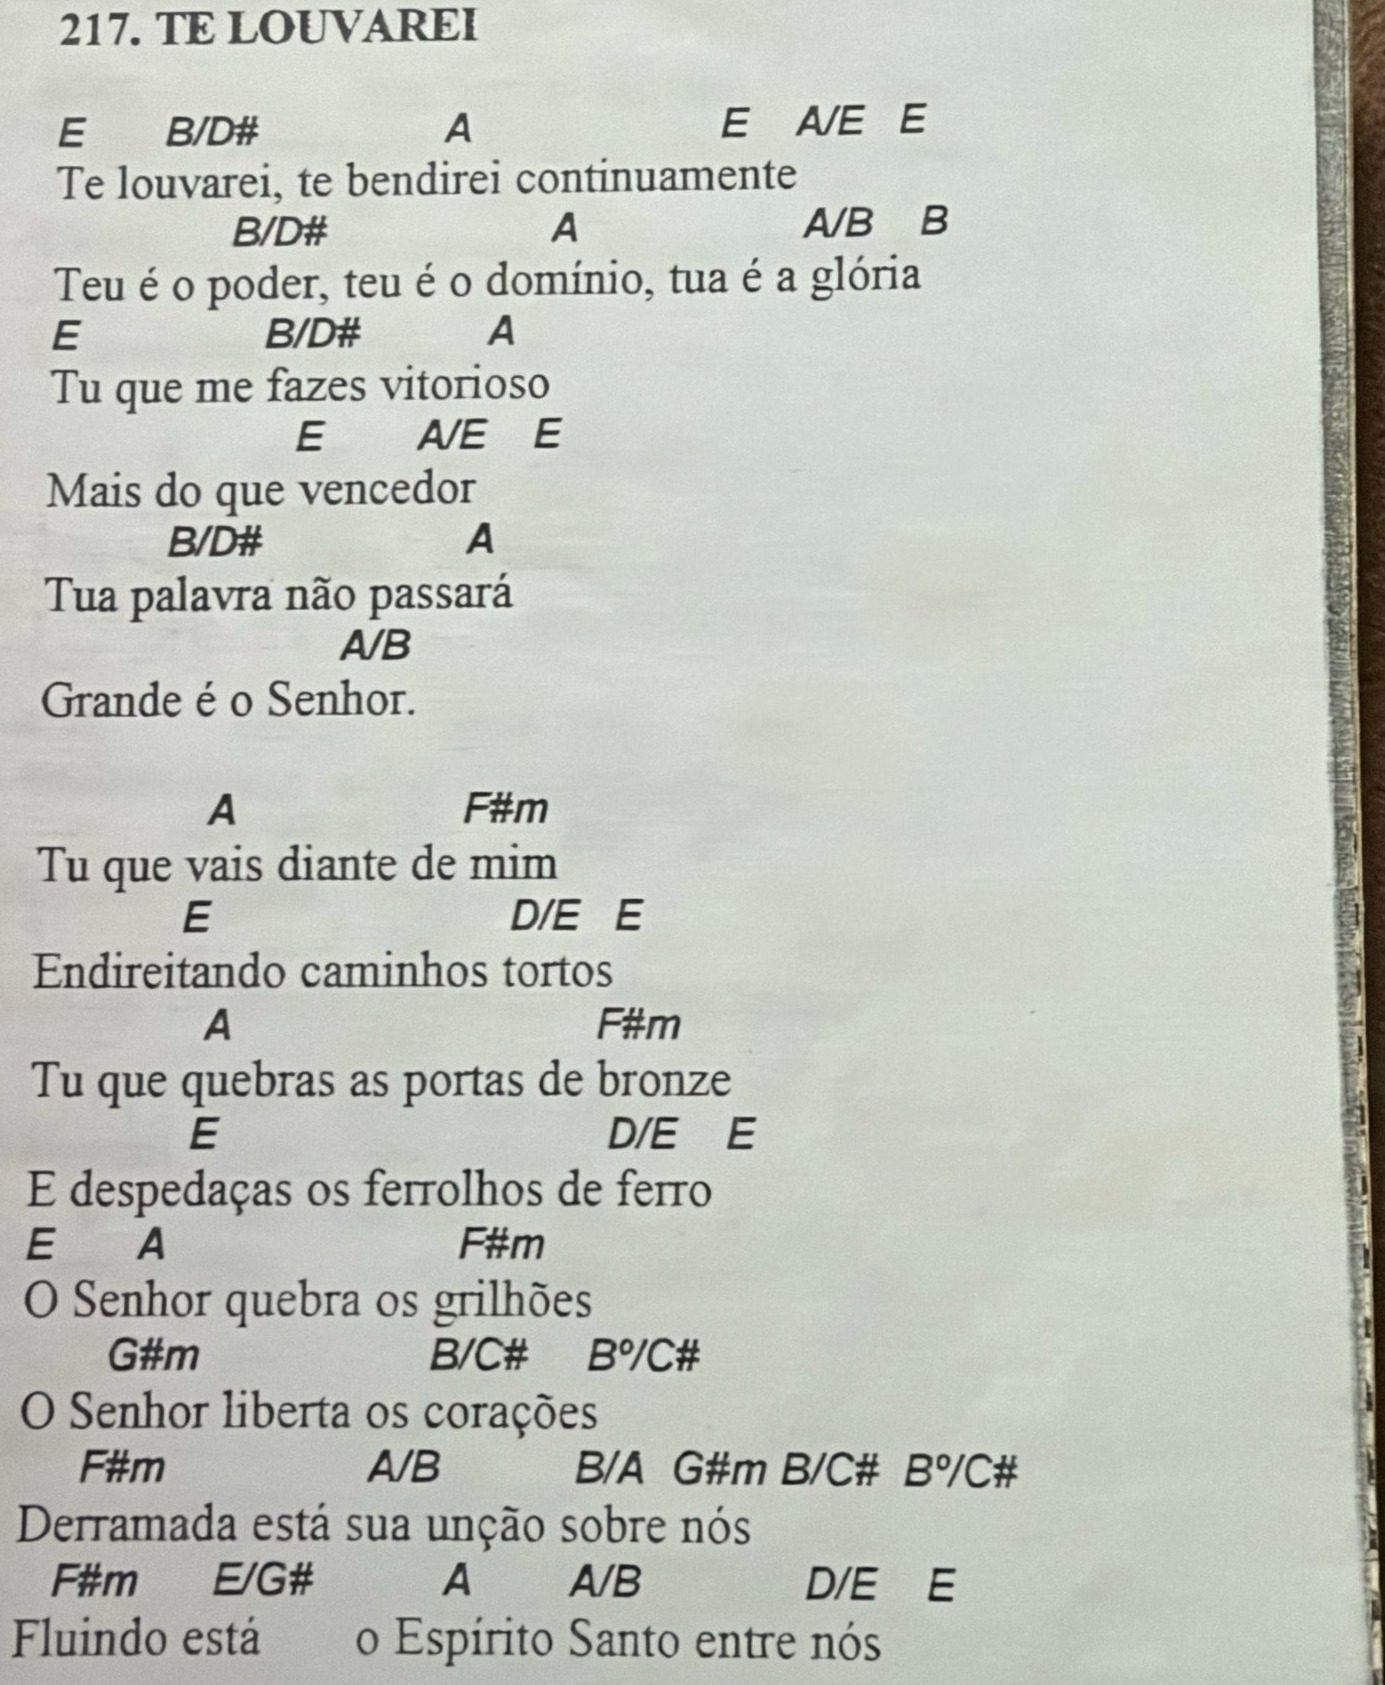 217. TE LOUVAREI
E B/D# A E A/E E
Te louvarei, te bendirei continuamente
B/D# A A/B B
Teu é o poder, teu é o domínio, tua é a glória
E B/D# A
Tu que me fazes vitorioso
E A/E E
Mais do que vencedor
B/D# A
Tua palavra não passará
A/B
Grande é o Senhor.
A F#m
Tu que vais diante de mim
E D/E E
Endireitando caminhos tortos
A F#m
Tu que quebras as portas de bronze
E D/E E
E despedaças os ferrolhos de ferro
E A F#m
O Senhor quebra os grilhões
G#m B/C# Bº/C#
O Senhor liberta os corações
F#m A/B B/A G#m B/C# Bº/C#
Derramada está sua unção sobre nós
F#m E/G# A A/B D/E E
Fluindo está o Espírito Santo entre nós